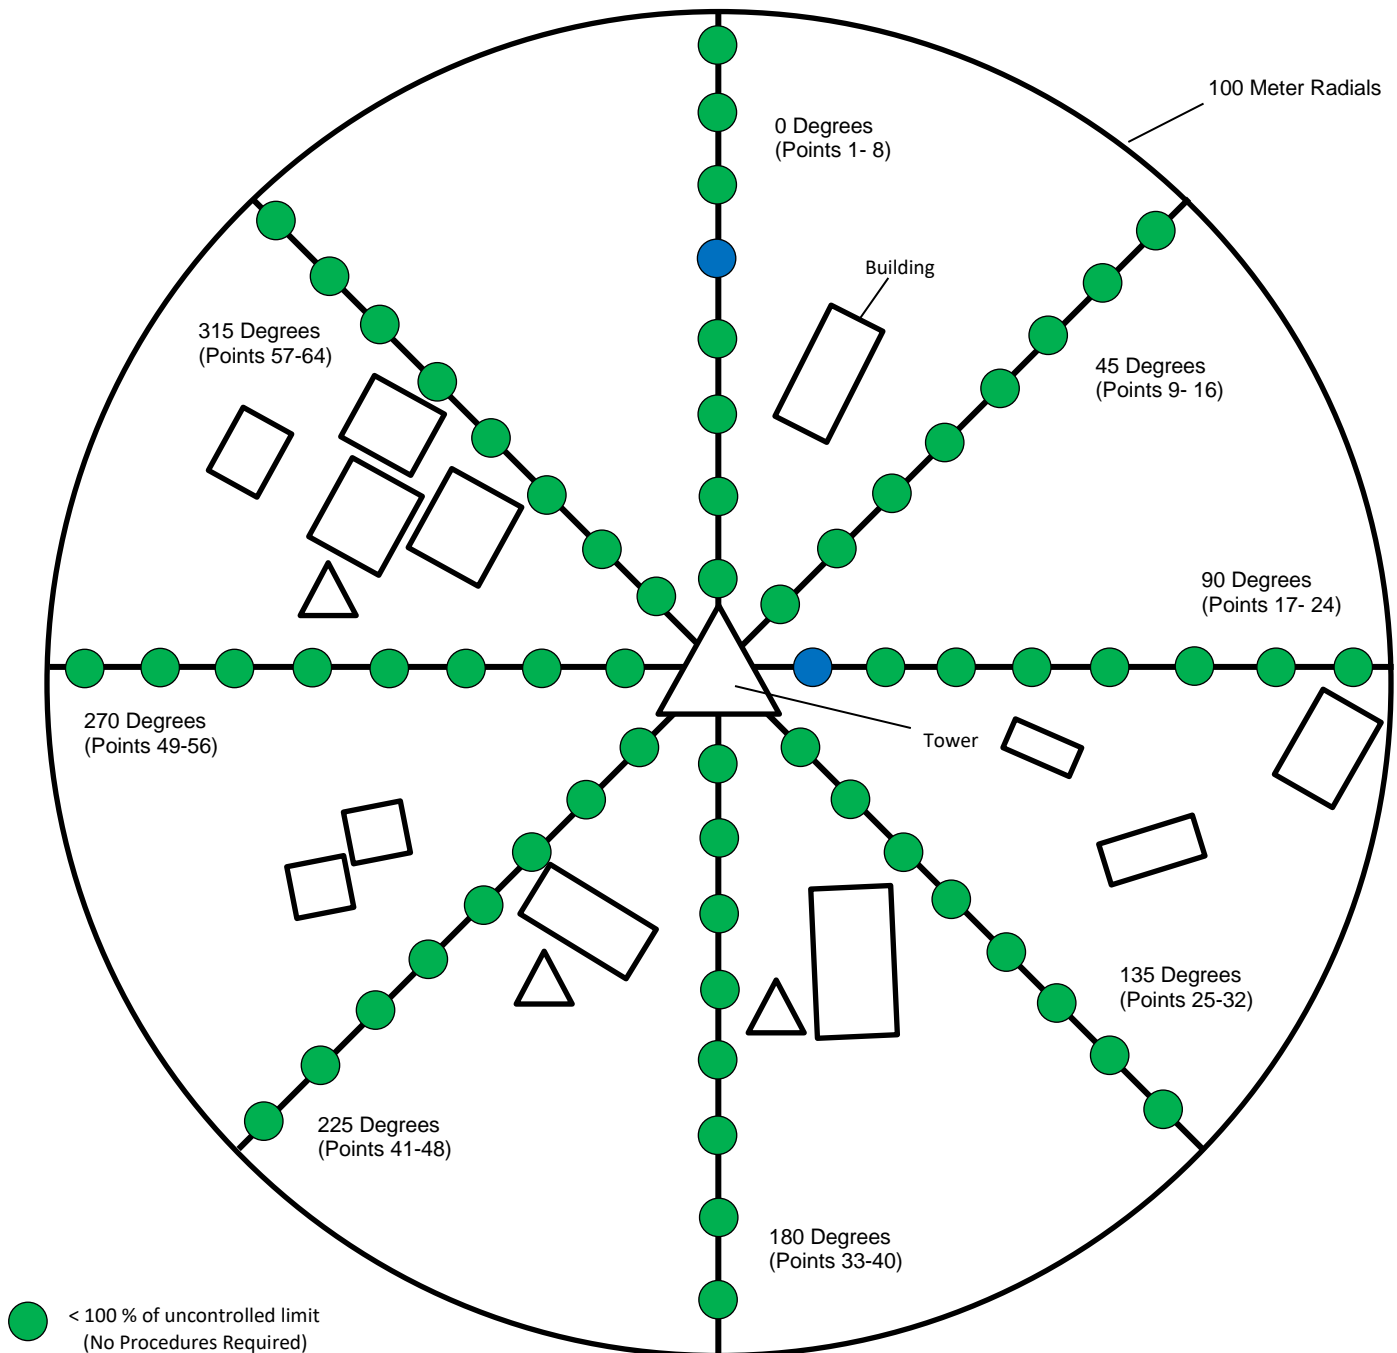 100 Meter Radials
0 Degrees
(Points 1- 8)
Building
315 Degrees
(Points 57-64)
45 Degrees
(Points 9- 16)
90 Degrees
(Points 17- 24)
270 Degrees
(Points 49-56)
Tower
135 Degrees
(Points 25-32)
225 Degrees
(Points 41-48)
180 Degrees
(Points 33-40)
< 100 % of uncontrolled limit
(No Procedures Required)